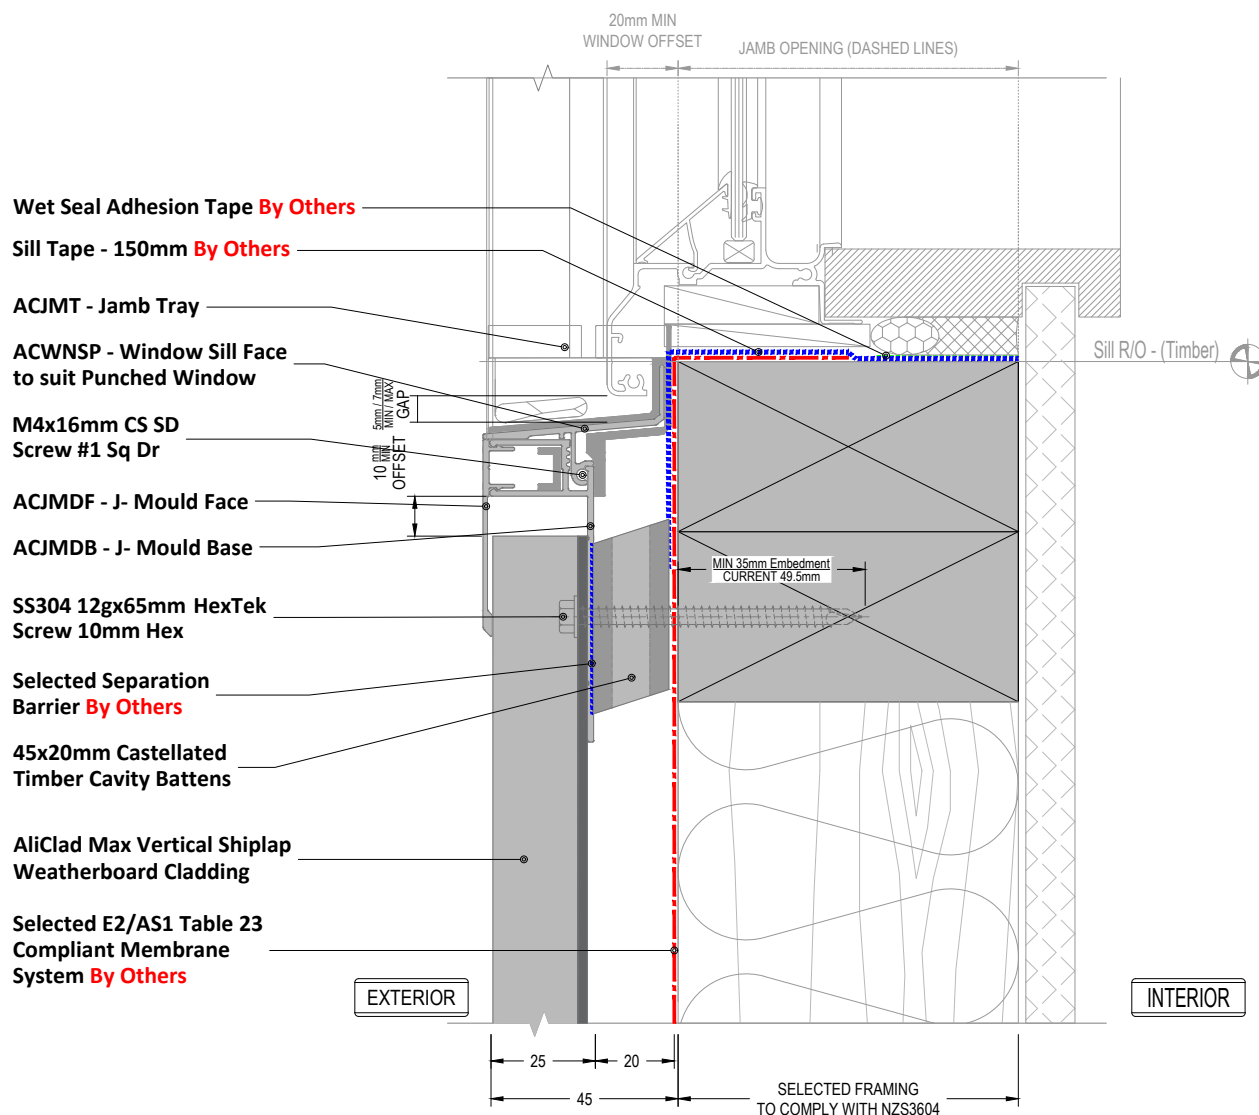 20mm MIN
WINDOW OFFSET
JAMB OPENING (DASHED LINES)
Wet Seal Adhesion Tape By Others
Sill Tape - 150mm By Others
ACJMT - Jamb Tray
ACWNSP - Window Sill Face
to suit Punched Window
M4x16mm CS SD
Screw #1 Sq Dr
ACJMDF - J- Mould Face
ACJMDB - J- Mould Base
SS304 12gx65mm HexTek
Screw 10mm Hex
Selected Separation
Barrier By Others
45x20mm Castellated
Timber Cavity Battens
AliClad Max Vertical Shiplap
Weatherboard Cladding
Selected E2/AS1 Table 23
Compliant Membrane
System By Others
5mm / 7mm
MIN / MAX
GAP
10 mm
MIN
OFFSET
Sill R/O - (Timber)
MIN 35mm Embedment
CURRENT 49.5mm
EXTERIOR
INTERIOR
25
20
45
SELECTED FRAMING
TO COMPLY WITH NZS3604